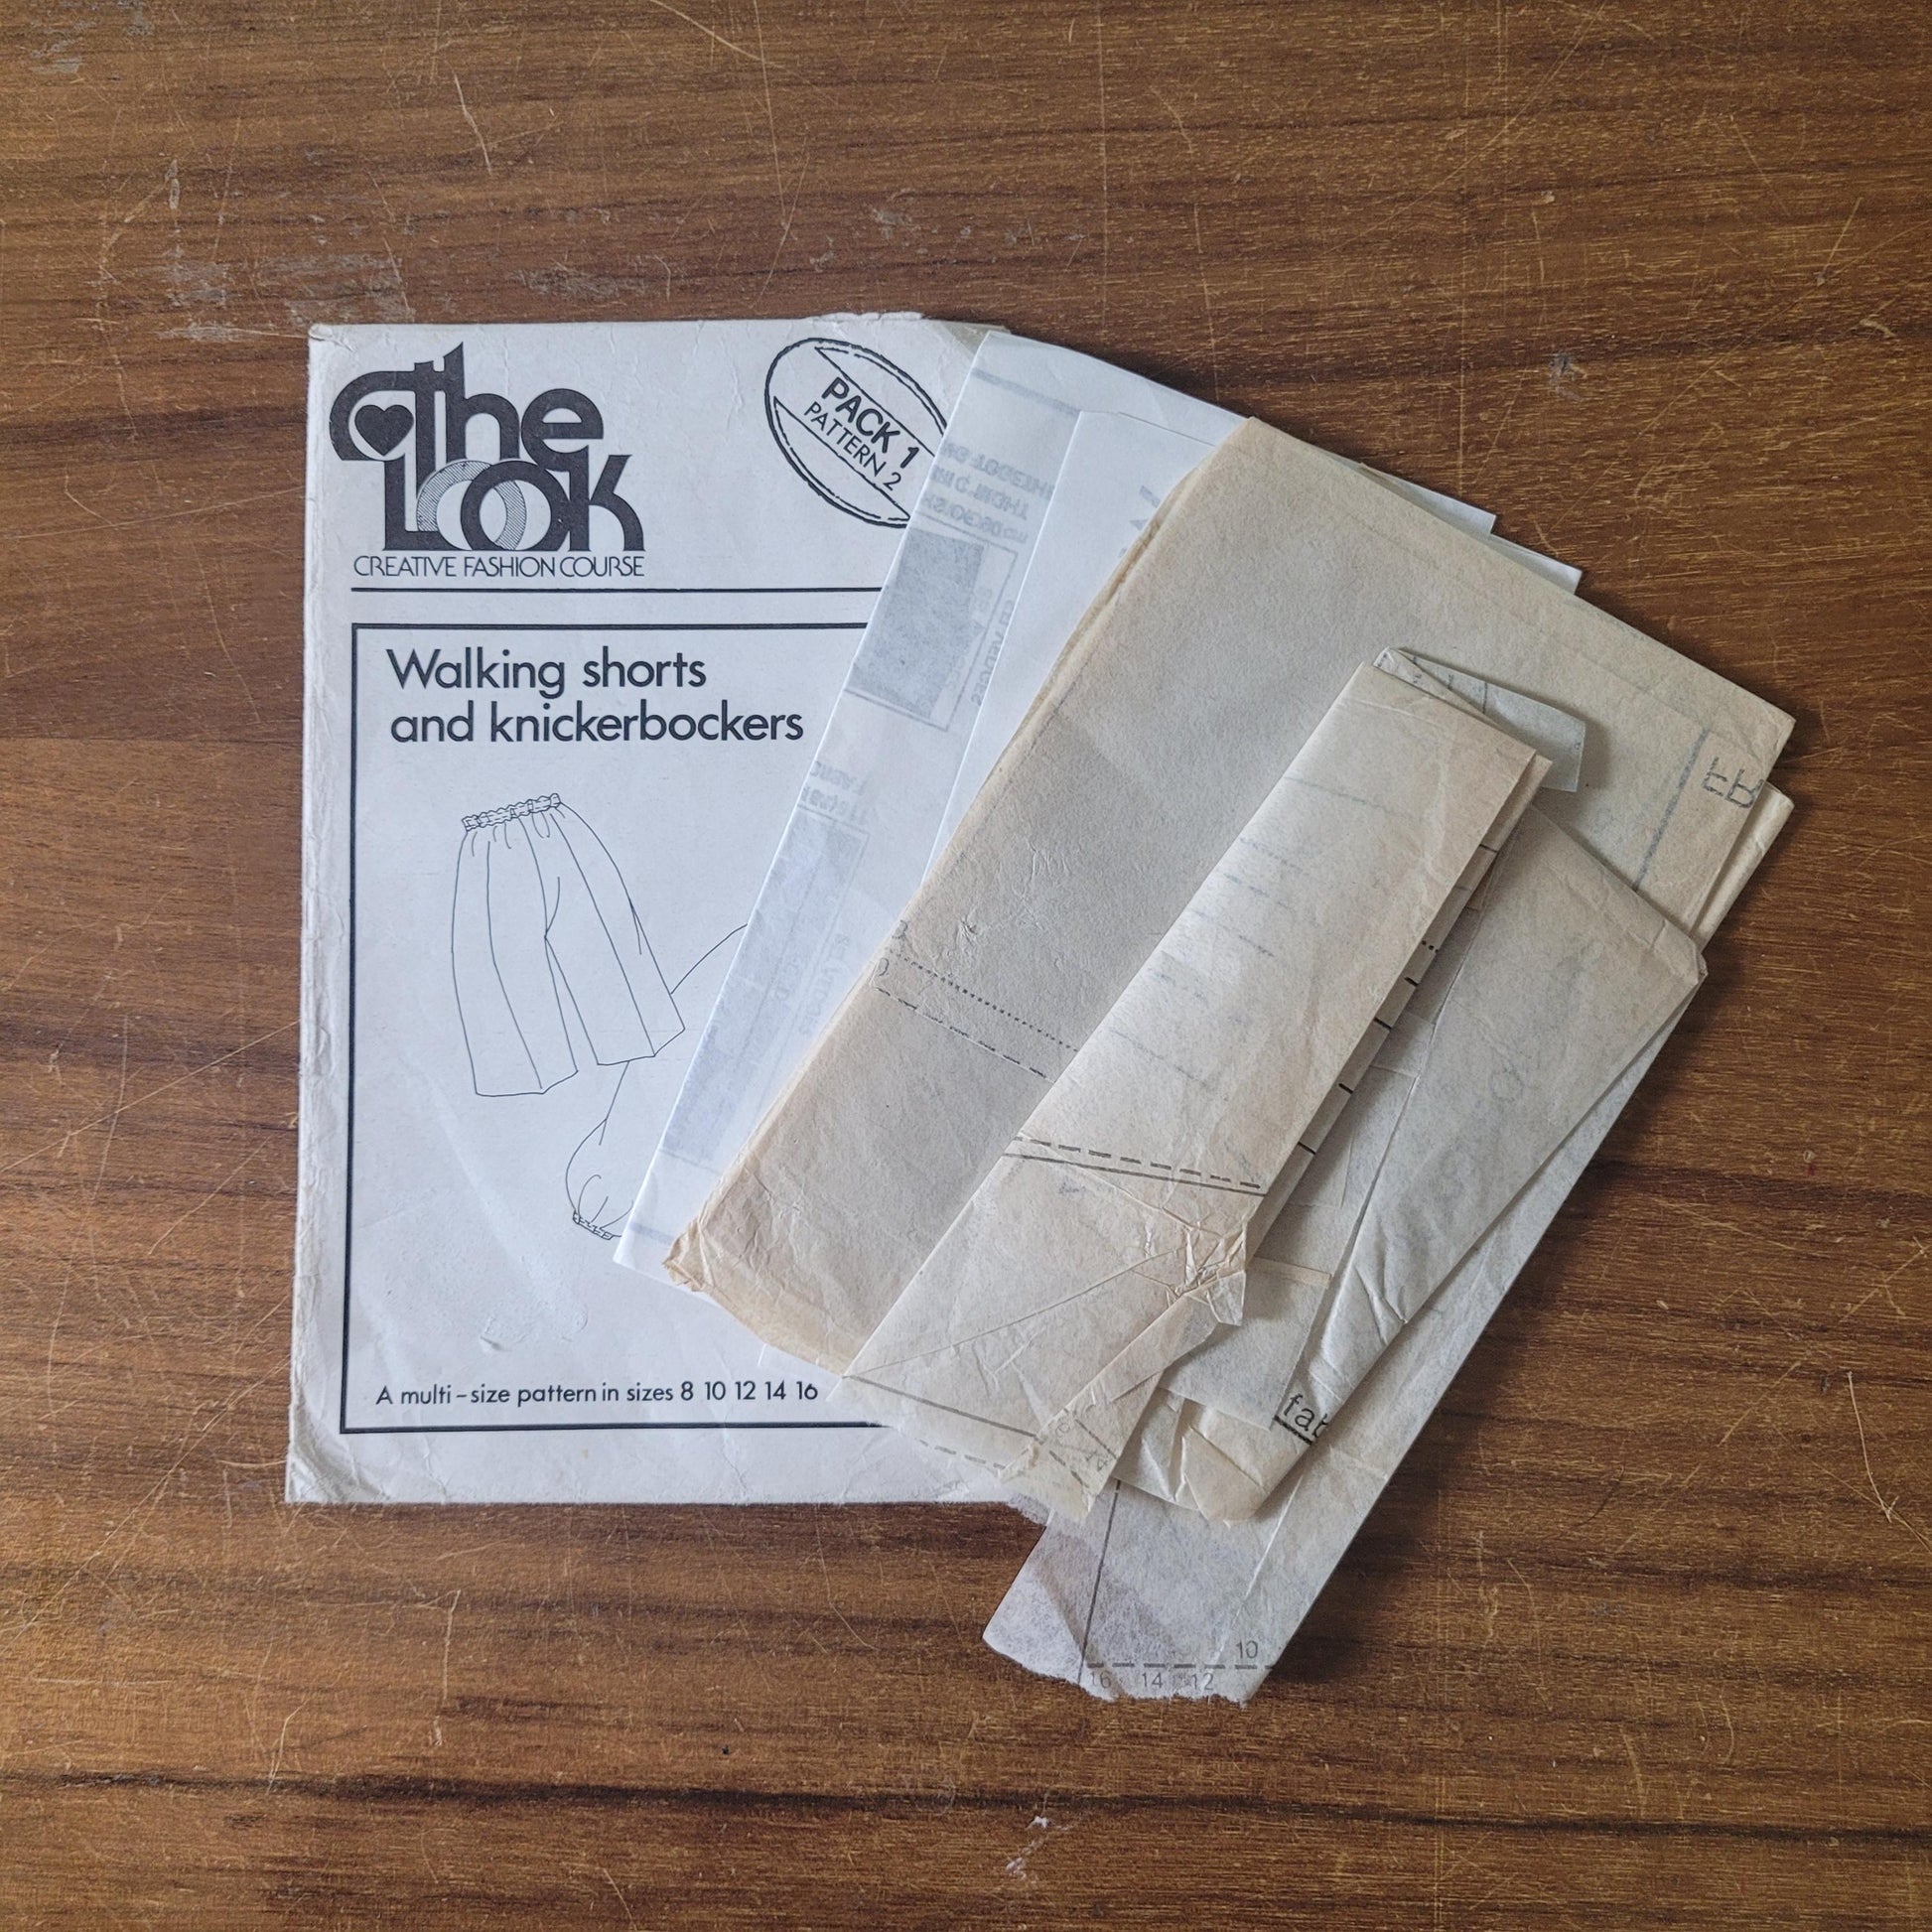 the
LOOK
CREATIVE FASHION COURSE
PACK 1
PATTERN 2
Walking shorts
and knickerbockers
A multi-size pattern in sizes 8 10 12 14 16
fab
10
16 14 12